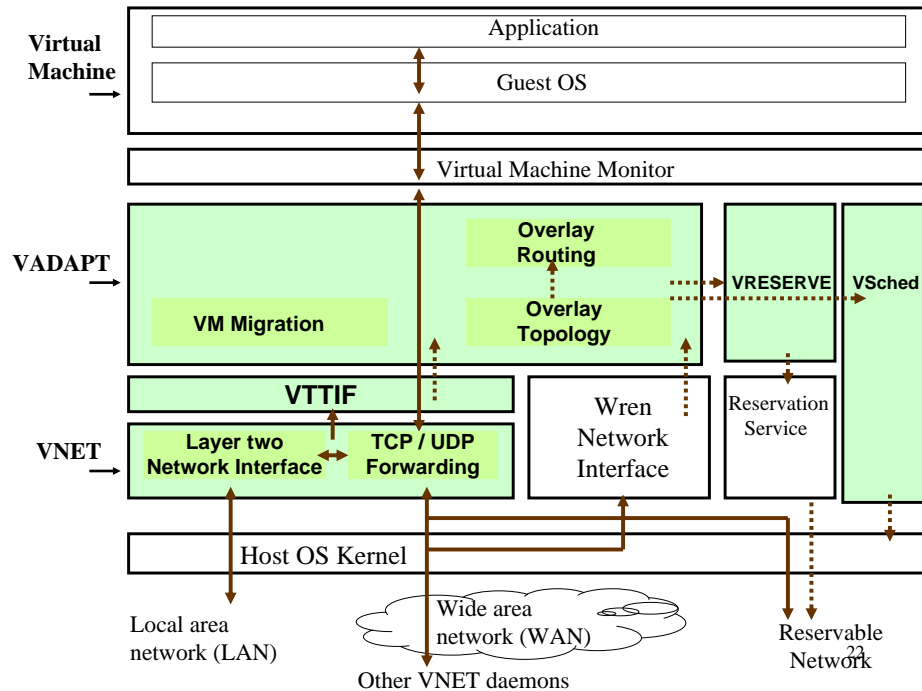 Application
Virtual
Machine
Guest OS
Virtual Machine Monitor
Overlay
Routing
VADAPT
VRESERVE
VSched
VM Migration
Overlay
Topology
VTTIF
Wren
Network
Interface
Reservation
Service
VNET
Layer two
Network Interface
TCP / UDP
Forwarding
Host OS Kernel
Local area
network (LAN)
Wide area
network (WAN)
Reservable
Network
22
Other VNET daemons